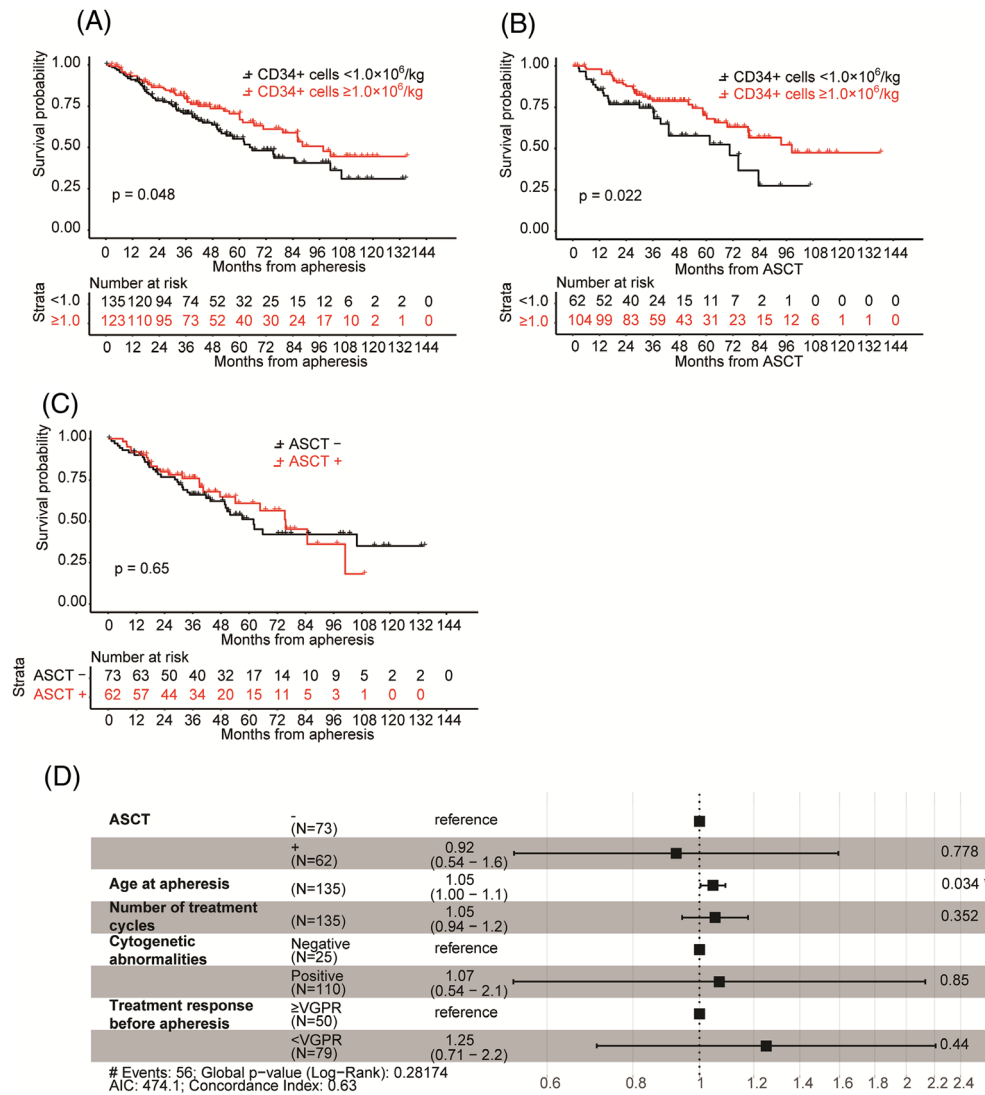 (A)
Survival probability
1.00
0.75
0.50
0.25
0.00
CD34+ cells <1.0×10⁶/kg
CD34+ cells ≥1.0×10⁶/kg
p = 0.048
0 12 24 36 48 60 72 84 96 108 120 132 144
Months from apheresis
Number at risk
Strata
<1.0 135 120 94 74 52 32 25 15 12 6 2 2 0
≥1.0 123 110 95 73 52 40 30 24 17 10 2 1 0
0 12 24 36 48 60 72 84 96 108 120 132 144
Months from apheresis
(B)
Survival probability
1.00
0.75
0.50
0.25
0.00
CD34+ cells <1.0×10⁶/kg
CD34+ cells ≥1.0×10⁶/kg
p = 0.022
0 12 24 36 48 60 72 84 96 108 120 132 144
Months from ASCT
Number at risk
Strata
<1.0 62 52 40 24 15 11 7 2 1 0 0 0 0
≥1.0 104 99 83 59 43 31 23 15 12 6 1 1 0
0 12 24 36 48 60 72 84 96 108 120 132 144
Months from ASCT
(C)
Survival probability
1.00
0.75
0.50
0.25
0.00
ASCT −
ASCT +
p = 0.65
0 12 24 36 48 60 72 84 96 108 120 132 144
Months from apheresis
Number at risk
Strata
ASCT − 73 63 50 40 32 17 14 10 9 5 2 2 0
ASCT + 62 57 44 34 20 15 11 5 3 1 0 0
0 12 24 36 48 60 72 84 96 108 120 132 144
Months from apheresis
(D)
ASCT - (N=73) reference
+ (N=62) 0.92 (0.54 − 1.6) 0.778
Age at apheresis (N=135) 1.05 (1.00 − 1.1) 0.034 *
Number of treatment cycles (N=135) 1.05 (0.94 − 1.2) 0.352
Cytogenetic abnormalities Negative (N=25) reference
Positive (N=110) 1.07 (0.54 − 2.1) 0.85
Treatment response before apheresis ≥VGPR (N=50) reference
<VGPR (N=79) 1.25 (0.71 − 2.2) 0.44
# Events: 56; Global p−value (Log−Rank): 0.28174
AIC: 474.1; Concordance Index: 0.63
0.6 0.8 1 1.2 1.4 1.6 1.8 2 2.2 2.4